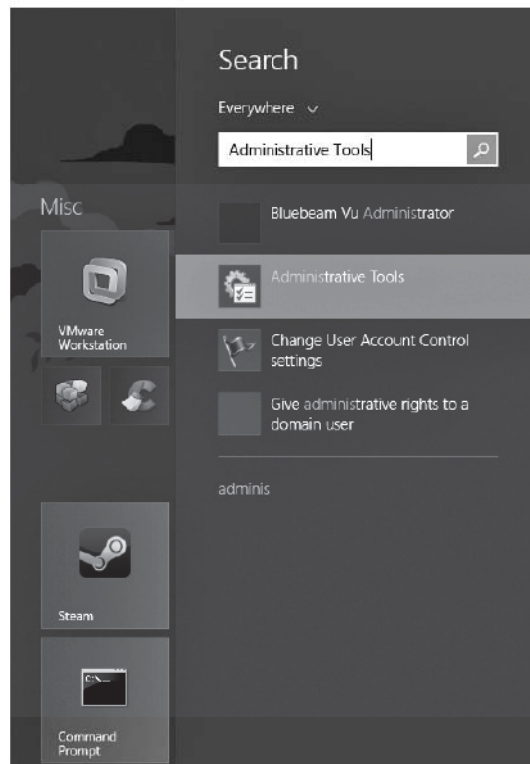 Search
Everywhere
Administrative Tools
Misc
Bluebeam Vu Administrator
Administrative Tools
VMware
Workstation
Change User Account Control
settings
Give administrative rights to a
domain user
adminis
Steam
C:\_
Command
Prompt